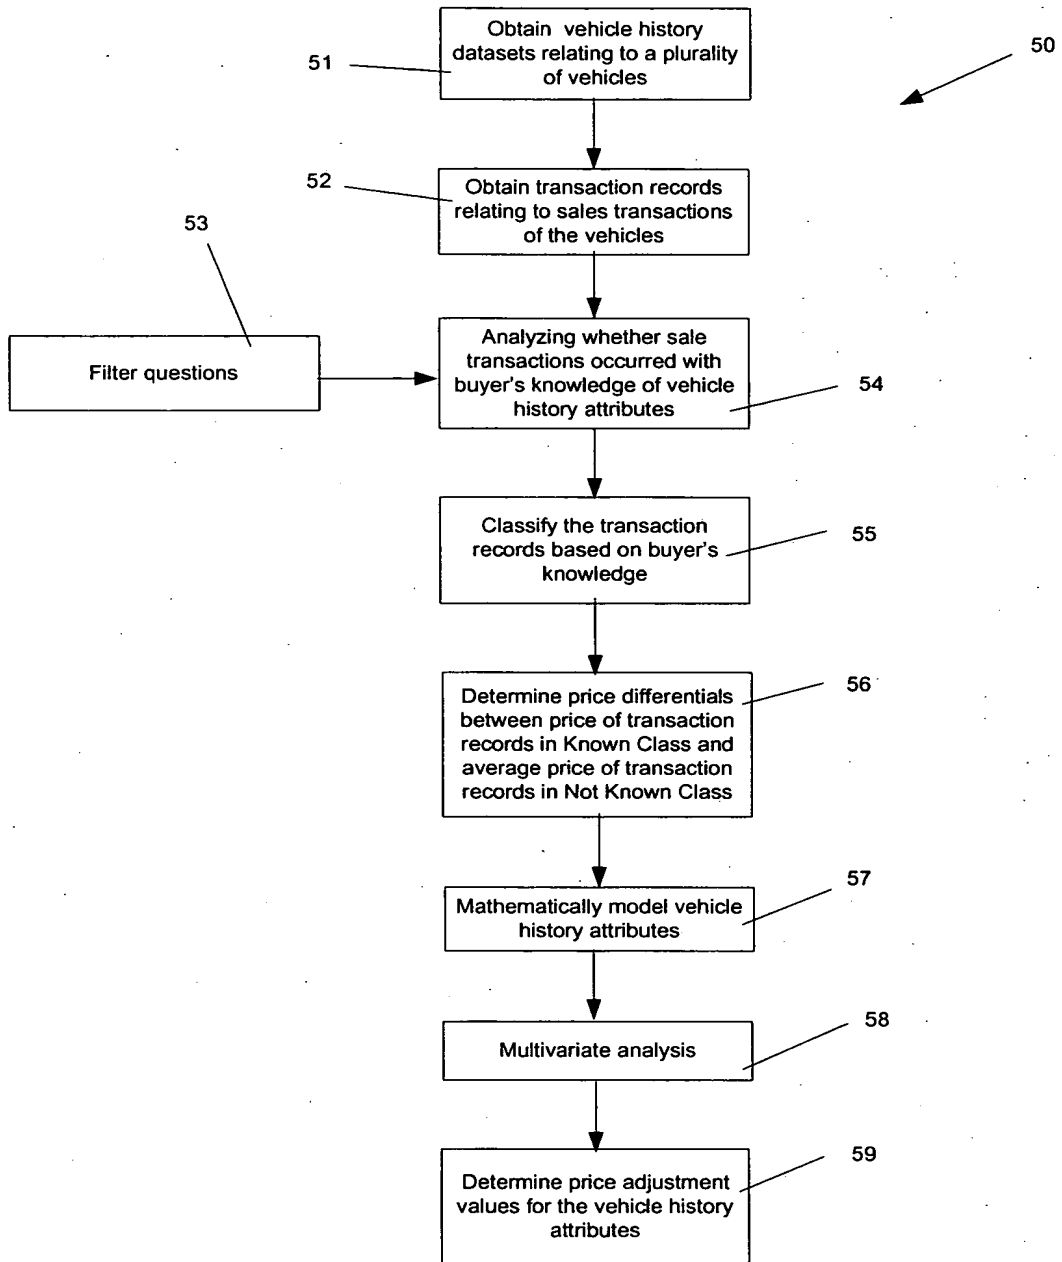 Obtain vehicle history
datasets relating to a plurality
of vehicles
51
50
Obtain transaction records
relating to sales transactions
of the vehicles
52
53
Filter questions
Analyzing whether sale
transactions occurred with
buyer's knowledge of vehicle
history attributes
54
Classify the transaction
records based on buyer's
knowledge
55
Determine price differentials
between price of transaction
records in Known Class and
average price of transaction
records in Not Known Class
56
Mathematically model vehicle
history attributes
57
Multivariate analysis
58
Determine price adjustment
values for the vehicle history
attributes
59